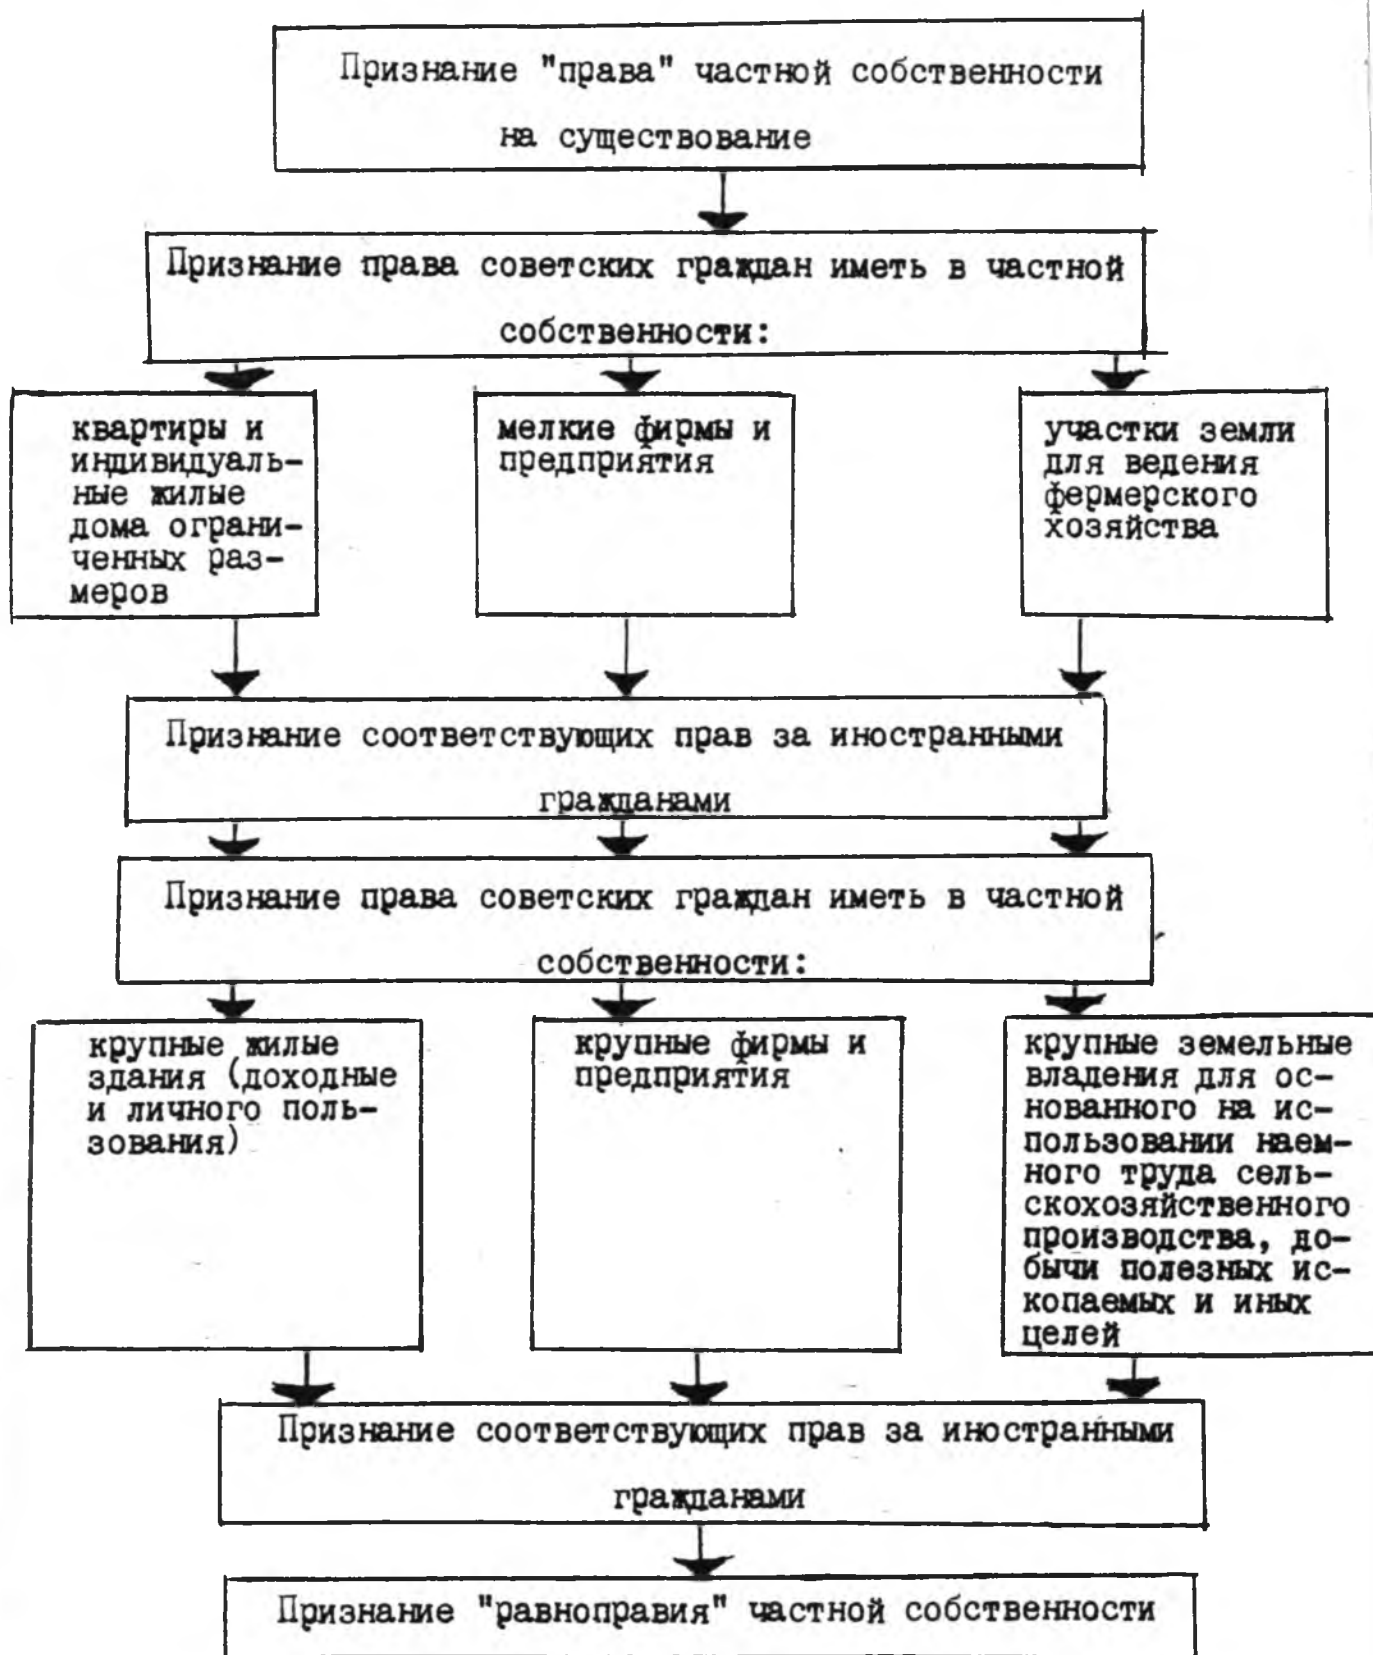 Признание "права" частной собственности
на существование
Признание права советских граждан иметь в частной
собственности:
квартиры и
индивидуаль-
ные жилые
дома ограни-
ченных раз-
меров
мелкие фирмы и
предприятия
участки земли
для ведения
фермерского
хозяйства
Признание соответствующих прав за иностранными
гражданами
Признание права советских граждан иметь в частной
собственности:
крупные жилые
здания (доходные
и личного поль-
зования)
крупные фирмы и
предприятия
крупные земельные
владения для ос-
нованного на ис-
пользовании наем-
ного труда сель-
скохозяйственного
производства, до-
бычи полезных ис-
копаемых и иных
целей
Признание соответствующих прав за иностранными
гражданами
Признание "равноправия" частной собственности